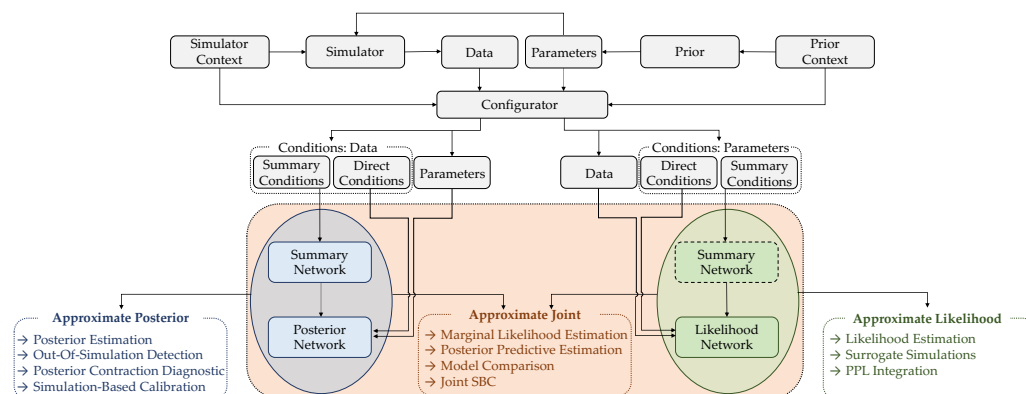 Simulator
Context
Simulator
Data
Parameters
Prior
Prior
Context
Configurator
Conditions: Data
Summary
Conditions
Direct
Conditions
Parameters
Data
Conditions: Parameters
Direct
Conditions
Summary
Conditions
Summary
Network
Posterior
Network
Summary
Network
Likelihood
Network
Approximate Posterior
→ Posterior Estimation
→ Out-Of-Simulation Detection
→ Posterior Contraction Diagnostic
→ Simulation-Based Calibration
Approximate Joint
→ Marginal Likelihood Estimation
→ Posterior Predictive Estimation
→ Model Comparison
→ Joint SBC
Approximate Likelihood
→ Likelihood Estimation
→ Surrogate Simulations
→ PPL Integration